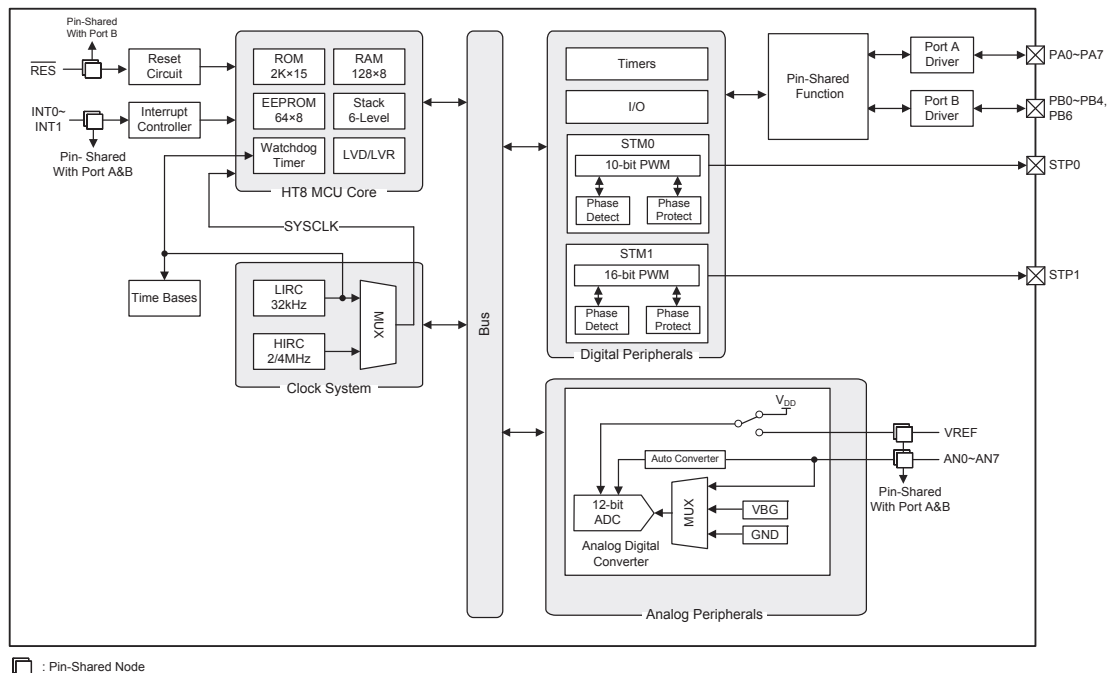 Pin-Shared
With Port B
RES
Reset
Circuit
INT0~
INT1
Interrupt
Controller
Pin- Shared
With Port A&B
ROM
2K×15
RAM
128×8
EEPROM
64×8
Stack
6-Level
Watchdog
Timer
LVD/LVR
HT8 MCU Core
SYSCLK
Time Bases
LIRC
32kHz
HIRC
2/4MHz
MUX
Clock System
Bus
Timers
I/O
STM0
10-bit PWM
Phase
Detect
Phase
Protect
STM1
16-bit PWM
Phase
Detect
Phase
Protect
Digital Peripherals
Pin-Shared
Function
Port A
Driver
Port B
Driver
PA0~PA7
PB0~PB4,
PB6
STP0
STP1
VDD
VREF
Auto Converter
AN0~AN7
12-bit
ADC
MUX
VBG
GND
Pin-Shared
With Port A&B
Analog Digital
Converter
Analog Peripherals
: Pin-Shared Node